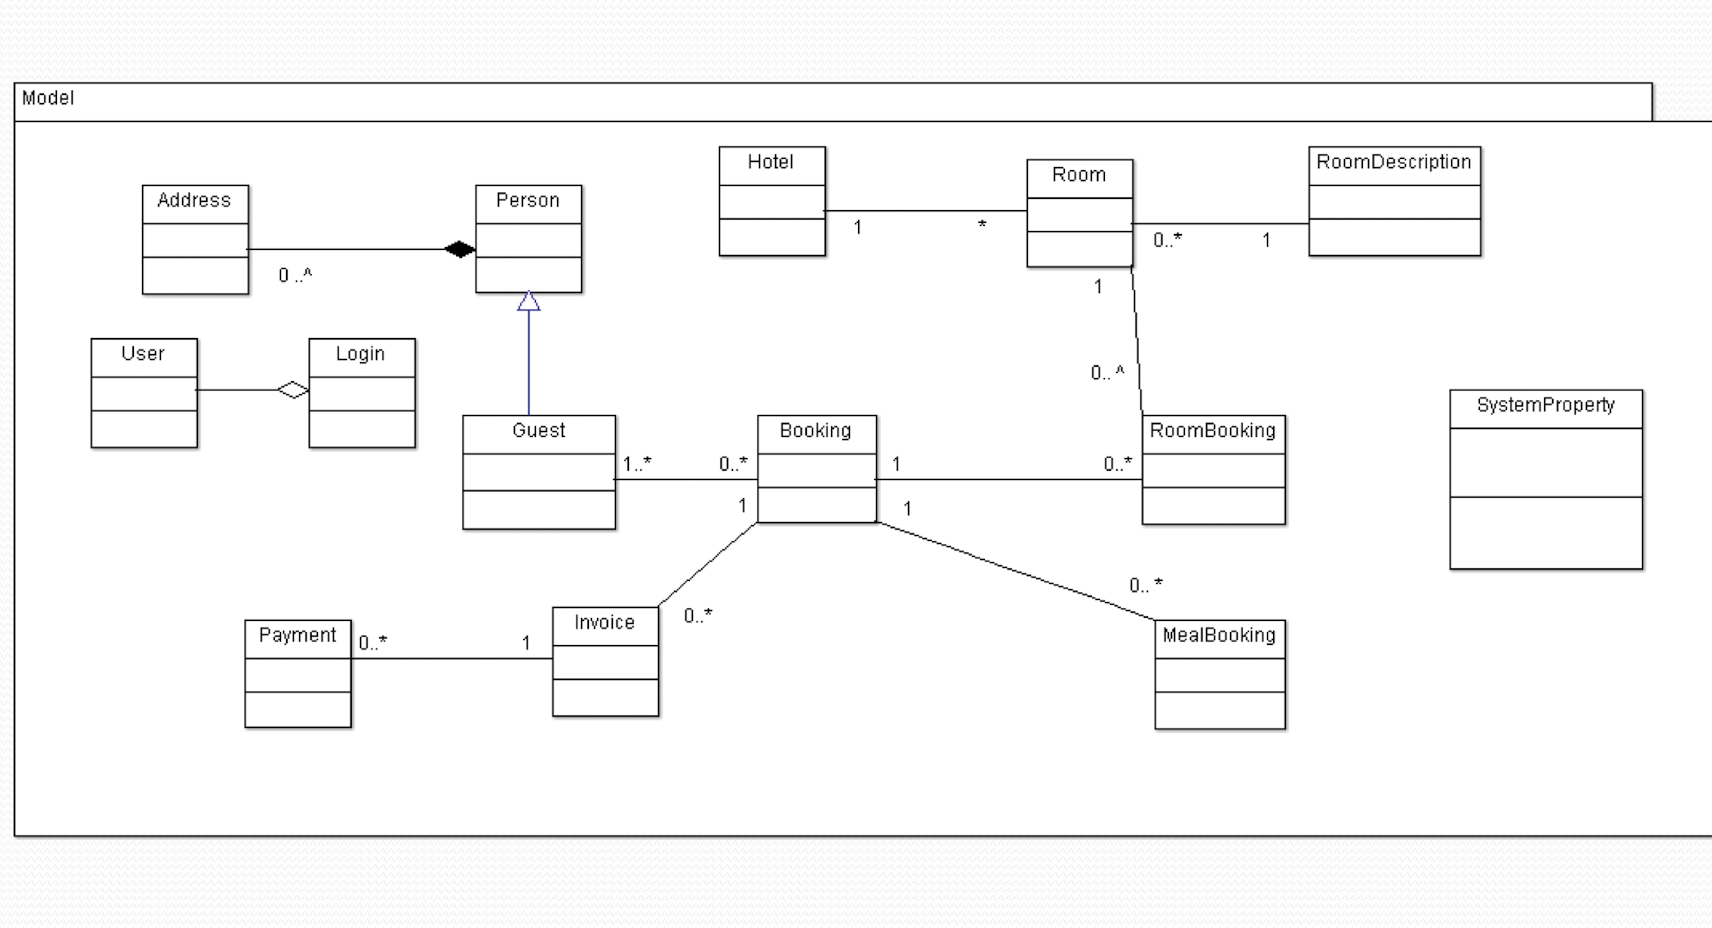 Model
Hotel
Room
RoomDescription
Address
Person
1
*
0..*
1
0 ..^
1
User
Login
0.. ^
SystemProperty
Guest
Booking
RoomBooking
1..*
0..*
1
0..*
1
1
0.. *
0..*
Invoice
Payment
0..*
1
MealBooking